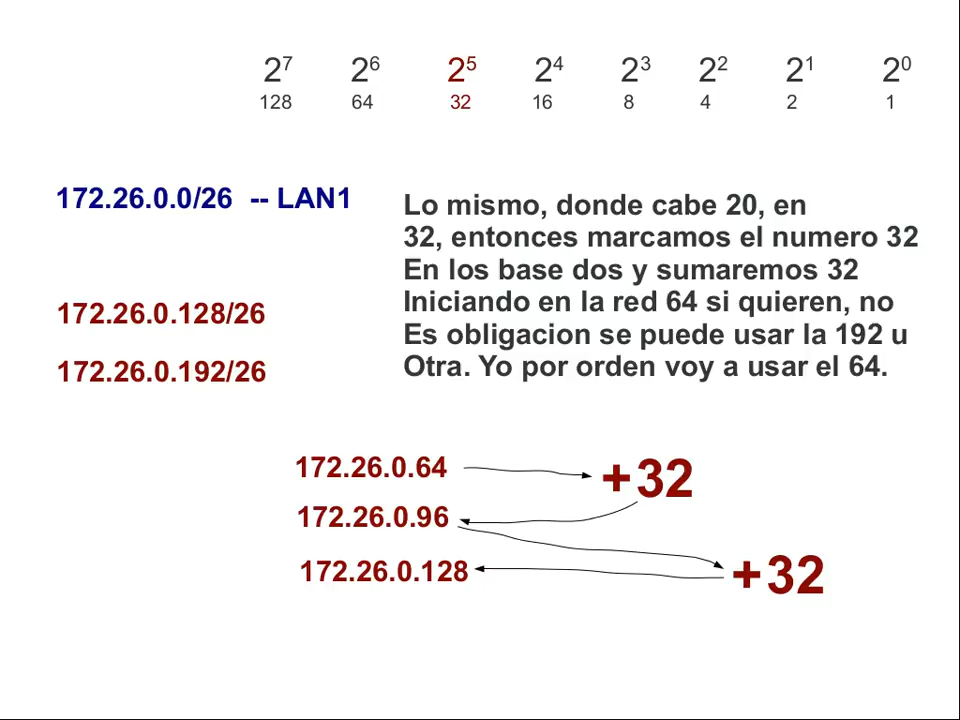 2⁷ 2⁶ 2⁵ 2⁴ 2³ 2² 2¹ 2⁰
128 64 32 16 8 4 2 1
172.26.0.0/26 -- LAN1
172.26.0.128/26
172.26.0.192/26
Lo mismo, donde cabe 20, en
32, entonces marcamos el numero 32
En los base dos y sumaremos 32
Iniciando en la red 64 si quieren, no
Es obligacion se puede usar la 192 u
Otra. Yo por orden voy a usar el 64.
172.26.0.64
+32
172.26.0.96
172.26.0.128
+32